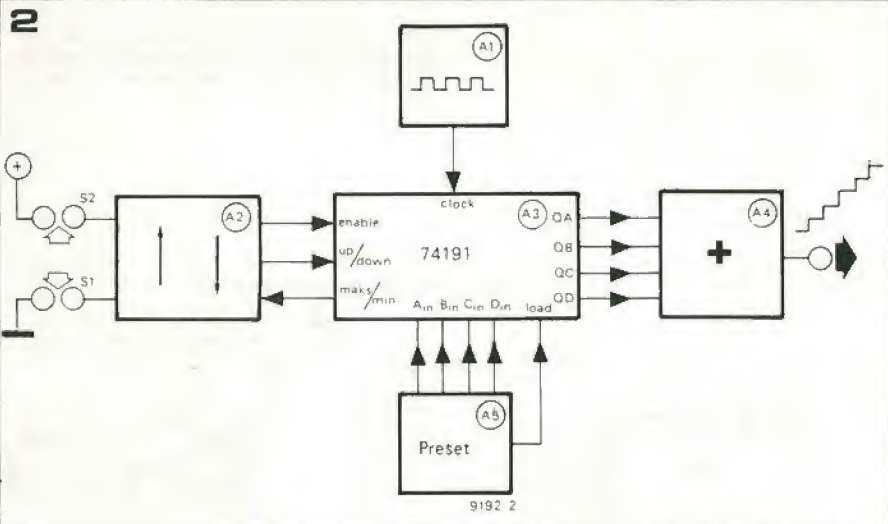 2
A1
+
S2
A2
S1
enable
up/down
maks/min
clock
A3
74191
QA
QB
QC
QD
Ain Bin Cin Din load
A4
+
A5
Preset
9192 2